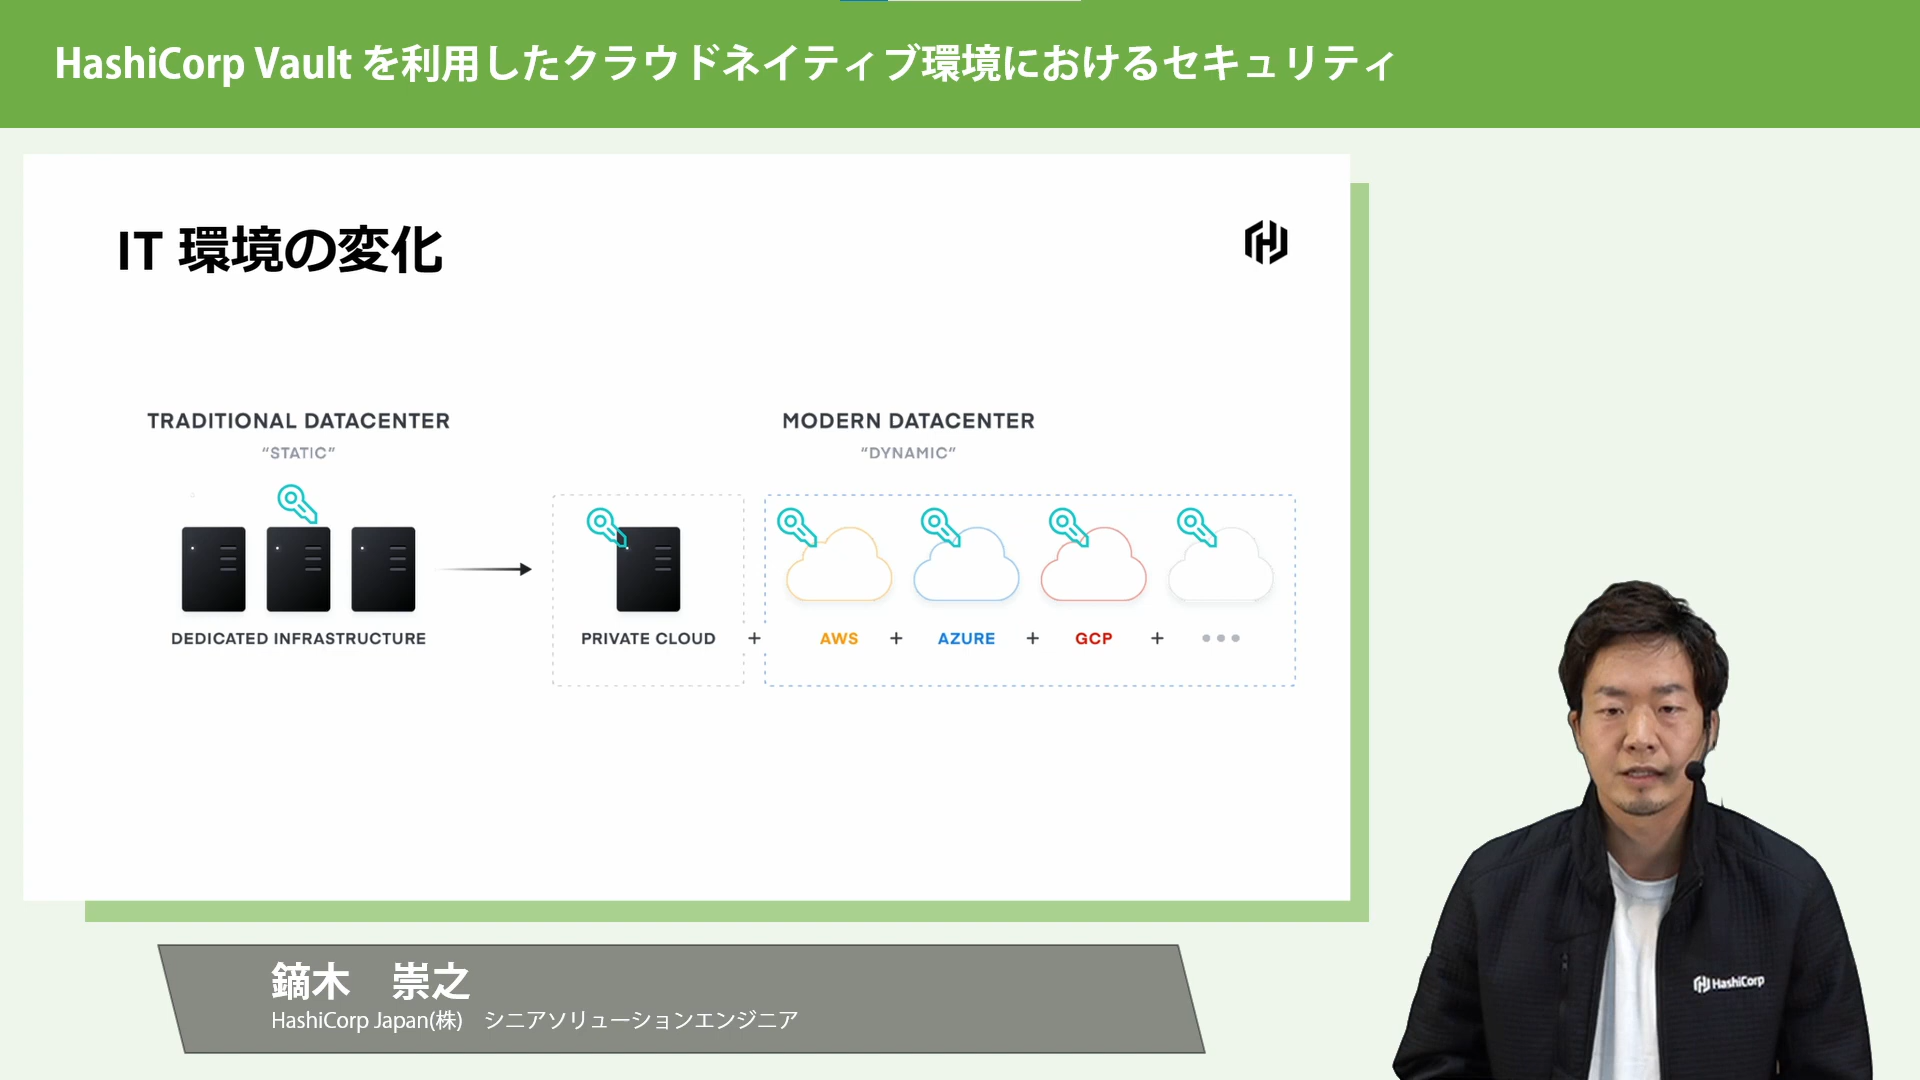 HashiCorp Vault を利用したクラウドネイティブ環境におけるセキュリティ
IT 環境の変化
TRADITIONAL DATACENTER
“STATIC”
MODERN DATACENTER
“DYNAMIC”
DEDICATED INFRASTRUCTURE
PRIVATE CLOUD + AWS + AZURE + GCP + •••
鏑木　崇之
HashiCorp Japan(株)　シニアソリューションエンジニア
HashiCorp